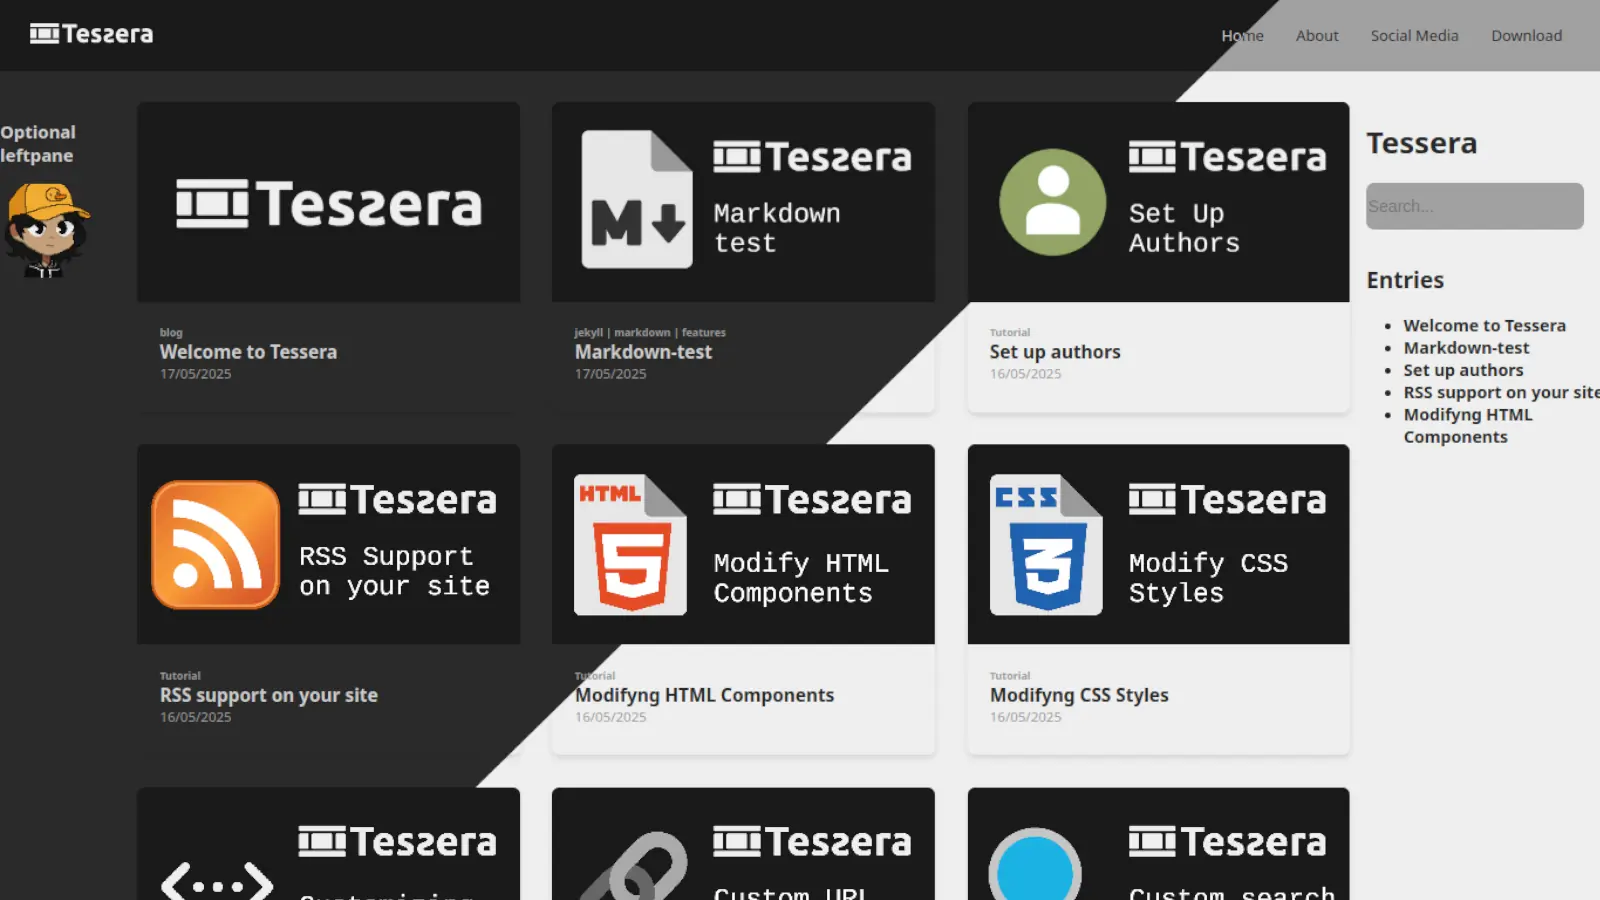 Tessera
Home About Social Media Download
Optional
leftpane
Tessera
blog
Welcome to Tessera
17/05/2025
M
Tessera
Markdown
test
jekyll | markdown | features
Markdown-test
17/05/2025
Tessera
Set Up
Authors
Tutorial
Set up authors
16/05/2025
Tessera
Search...
Entries
Welcome to Tessera
Markdown-test
Set up authors
RSS support on your site
Modifyng HTML
Components
Tessera
RSS Support
on your site
Tutorial
RSS support on your site
16/05/2025
HTML
5
Tessera
Modify HTML
Components
Tutorial
Modifyng HTML Components
16/05/2025
CSS
3
Tessera
Modify CSS
Styles
Tutorial
Modifyng CSS Styles
16/05/2025
Tessera
Customizing
Tessera
Custom URL
Tessera
Custom search